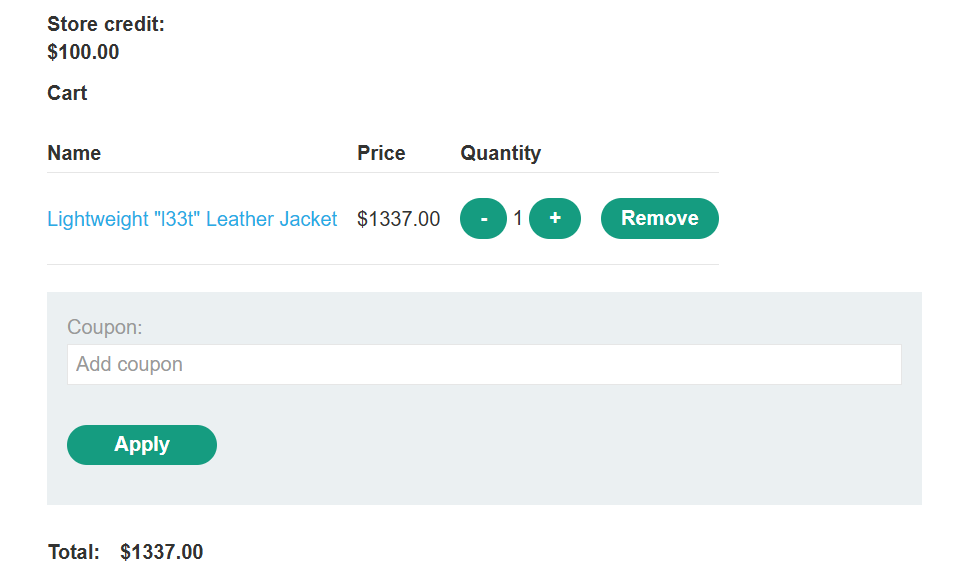 Store credit:
$100.00
Cart
Name Price Quantity
Lightweight "l33t" Leather Jacket $1337.00 - 1 + Remove
Coupon:
Add coupon
Apply
Total: $1337.00